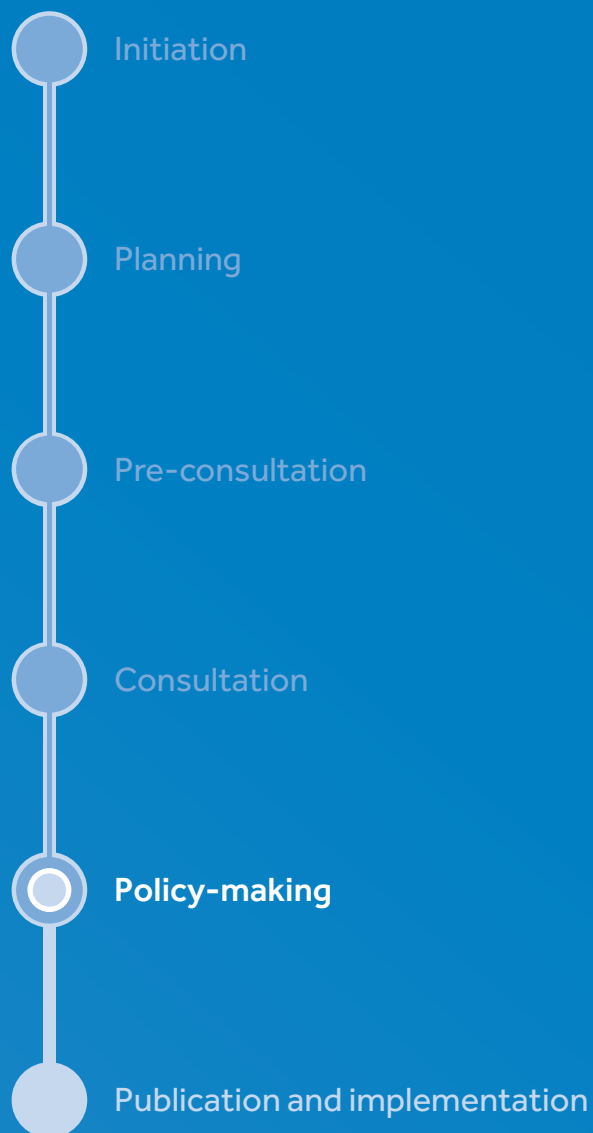 Initiation
Planning
Pre-consultation
Consultation
Policy-making
Publication and implementation